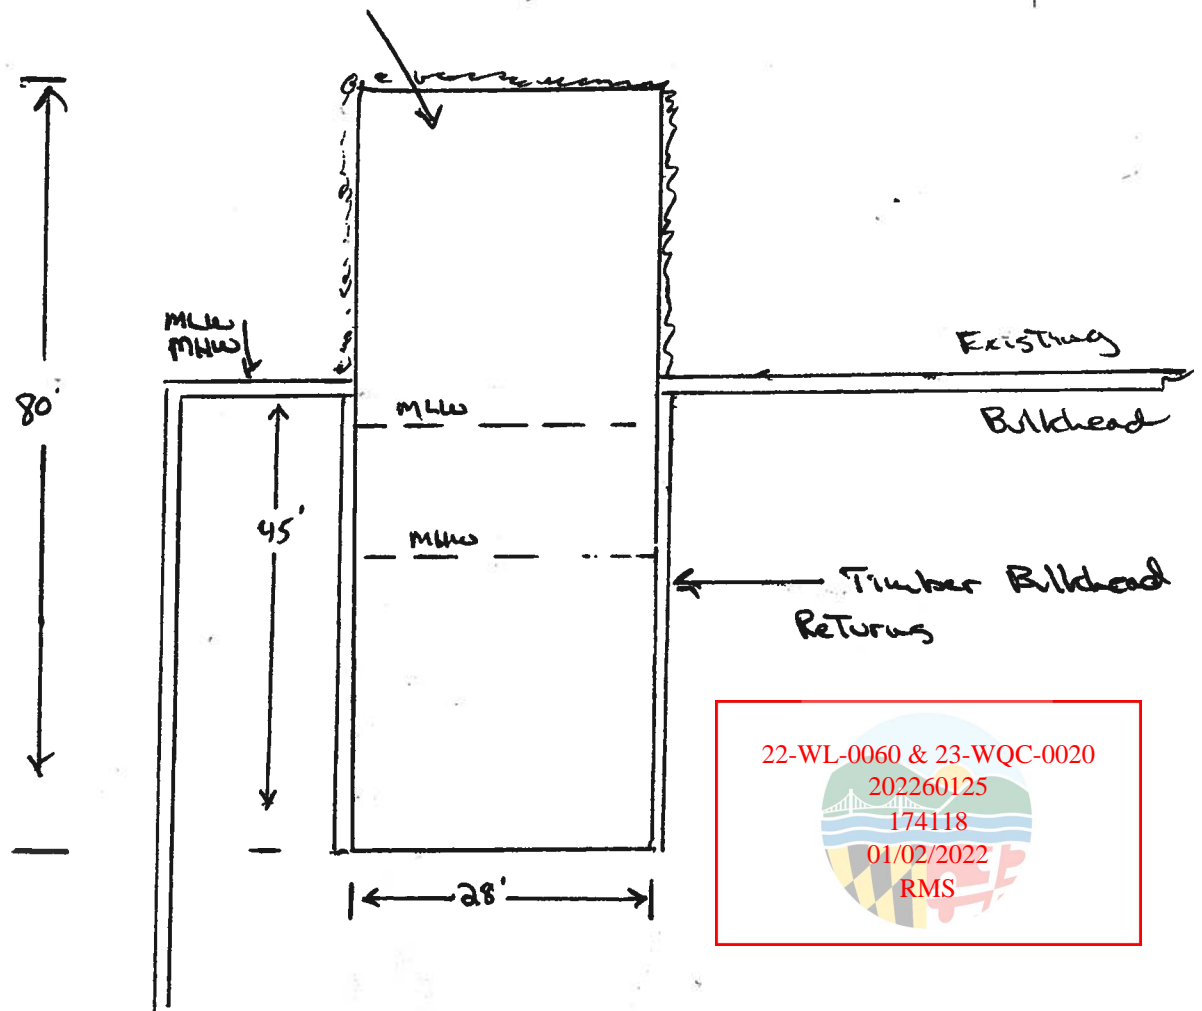 MLW
MHW
Existing
80'
MLW
Bulkhead
45'
MHW
Timber Bulkhead
Returns
22-WL-0060 & 23-WQC-0020
202260125
174118
01/02/2022
RMS
28'